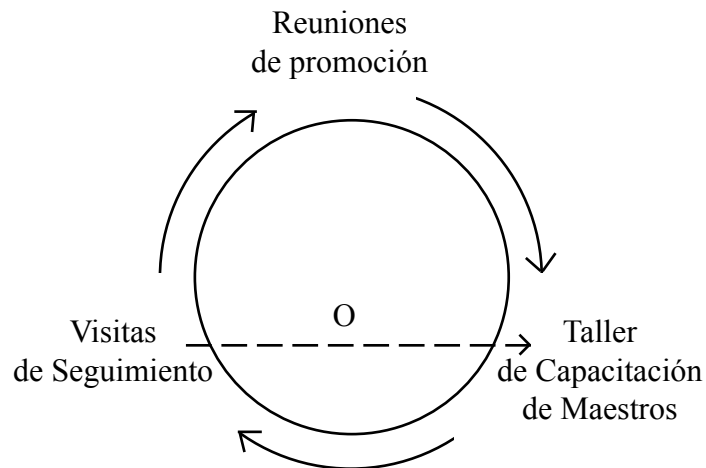 Reuniones
de promoción
O
Visitas
de Seguimiento
Taller
de Capacitación
de Maestros